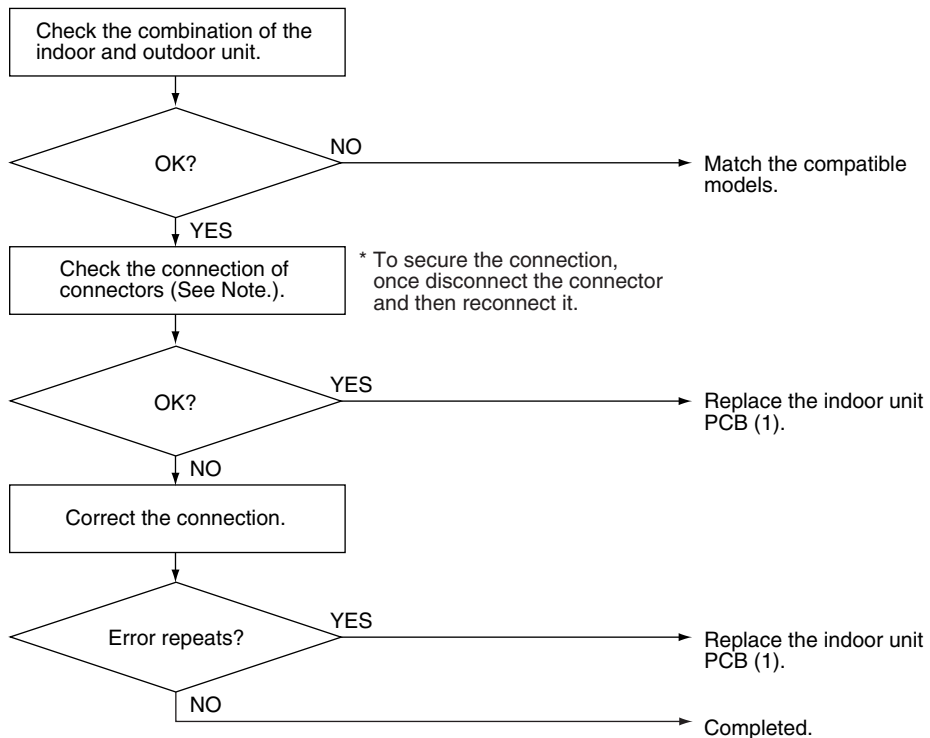 Check the combination of the
indoor and outdoor unit.
OK?
NO
Match the compatible
models.
YES
Check the connection of
connectors (See Note.).
* To secure the connection,
once disconnect the connector
and then reconnect it.
OK?
YES
Replace the indoor unit
PCB (1).
NO
Correct the connection.
Error repeats?
YES
Replace the indoor unit
PCB (1).
NO
Completed.